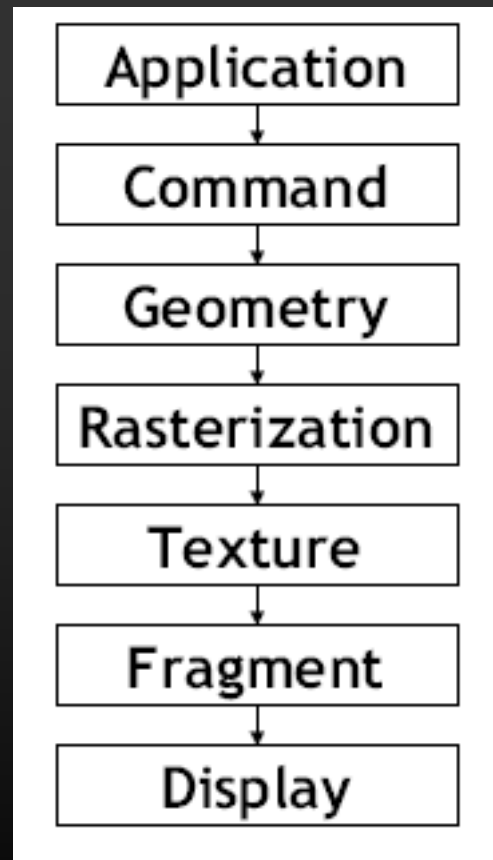 Application
Command
Geometry
Rasterization
Texture
Fragment
Display